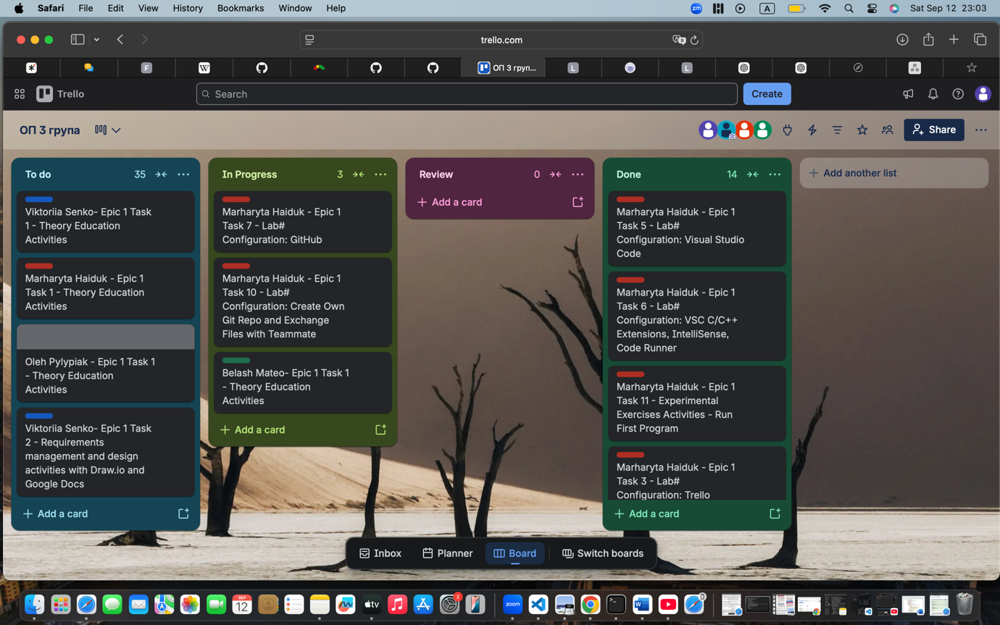 Safari File Edit View History Bookmarks Window Help
zm A Sat Sep 12 23:03
trello.com
F W ОП 3 груп... L L
Trello
Search
Create
ОП 3 група
Share
To do 35
Viktoriia Senko- Epic 1 Task
1 - Theory Education
Activities
Marharyta Haiduk - Epic 1
Task 1 - Theory Education
Activities
Oleh Pylypiak - Epic 1 Task 1
- Theory Education
Activities
Viktoriia Senko- Epic 1 Task
2 - Requirements
management and design
activities with Draw.io and
Google Docs
Add a card
In Progress 3
Marharyta Haiduk - Epic 1
Task 7 - Lab#
Configuration: GitHub
Marharyta Haiduk - Epic 1
Task 10 - Lab#
Configuration: Create Own
Git Repo and Exchange
Files with Teammate
Belash Mateo- Epic 1 Task 1
- Theory Education
Activities
Add a card
Review 0
Add a card
Done 14
Marharyta Haiduk - Epic 1
Task 5 - Lab#
Configuration: Visual Studio
Code
Marharyta Haiduk - Epic 1
Task 6 - Lab#
Configuration: VSC C/C++
Extensions, IntelliSense,
Code Runner
Marharyta Haiduk - Epic 1
Task 11 - Experimental
Exercises Activities - Run
First Program
Marharyta Haiduk - Epic 1
Task 3 - Lab#
Configuration: Trello
Add a card
Add another list
Inbox Planner Board Switch boards
SEP
12
tv
2
zoom
W